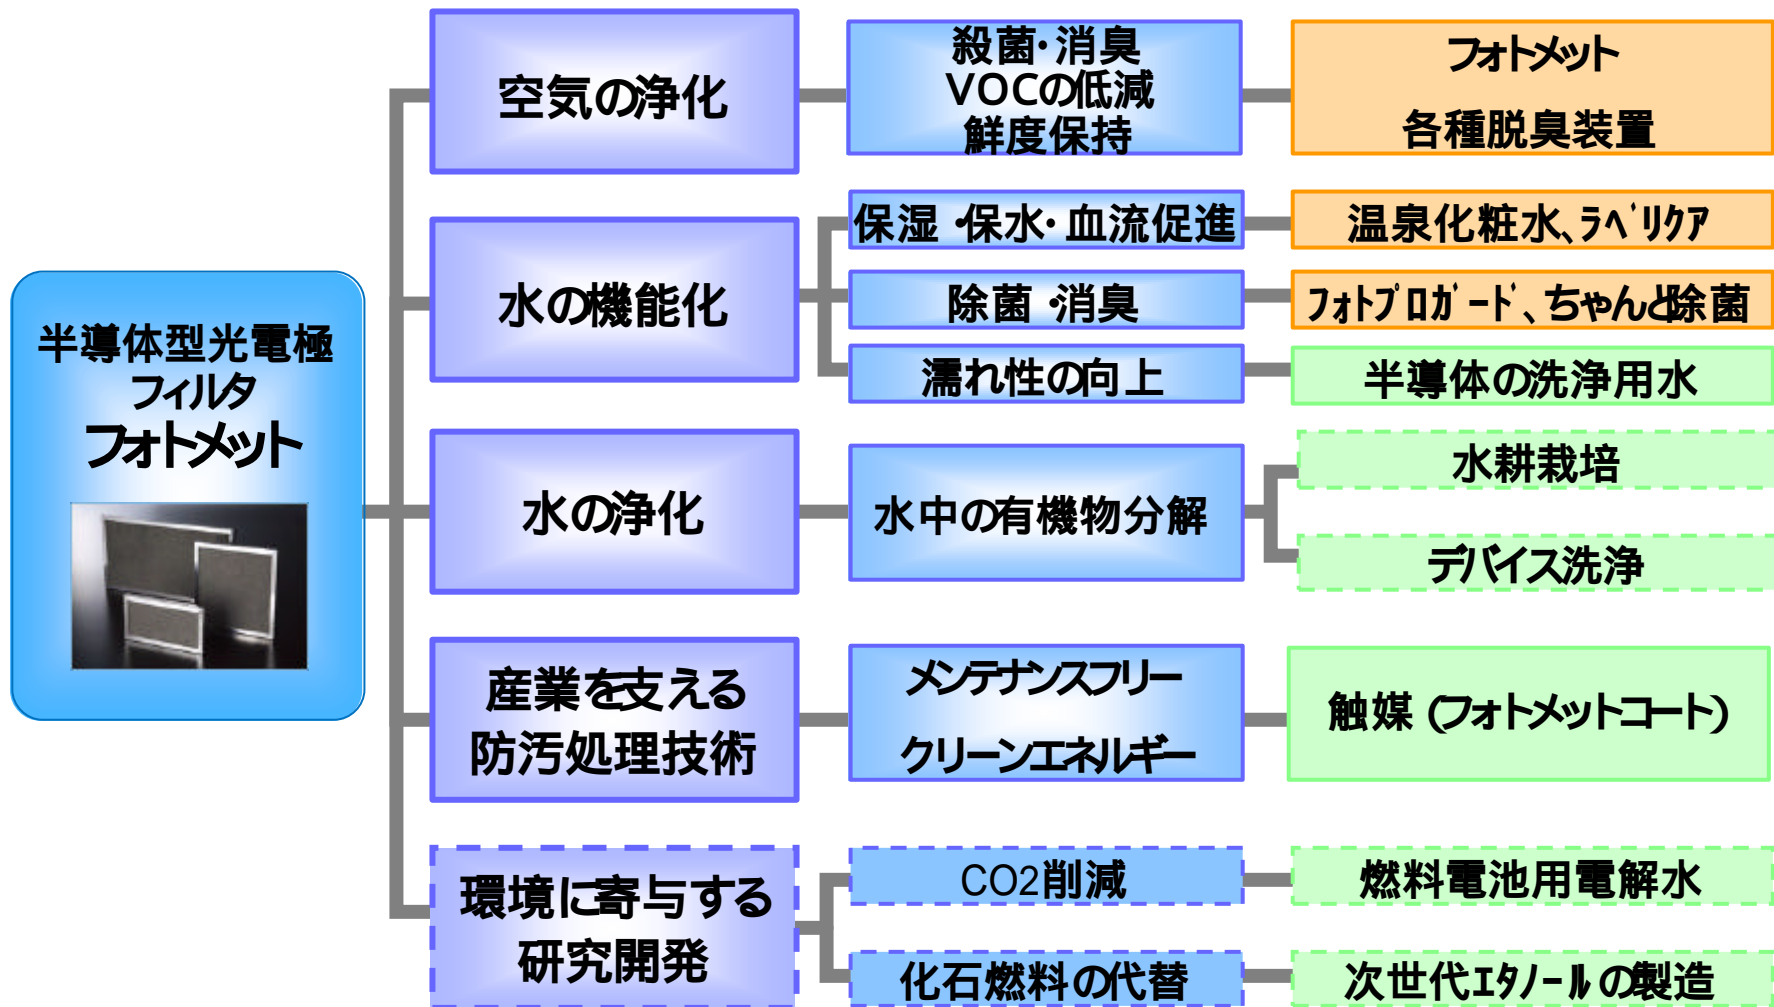 半導体型光電極
フィルタ
フォトメット
空気の浄化
殺菌・消臭
VOCの低減
鮮度保持
フォトメット
各種脱臭装置
水の機能化
保湿・保水・血流促進
温泉化粧水、ﾗﾍﾞﾘｸｱ
除菌・消臭
ﾌｫﾄﾌﾟﾛｶﾞｰﾄﾞ、ちゃんと除菌
濡れ性の向上
半導体の洗浄用水
水の浄化
水中の有機物分解
水耕栽培
デバイス洗浄
産業を支える
防汚処理技術
メンテナンスフリー
クリーンエネルギー
触媒（フォトメットコート）
環境に寄与する
研究開発
CO2削減
燃料電池用電解水
化石燃料の代替
次世代ｴﾀﾉｰﾙの製造